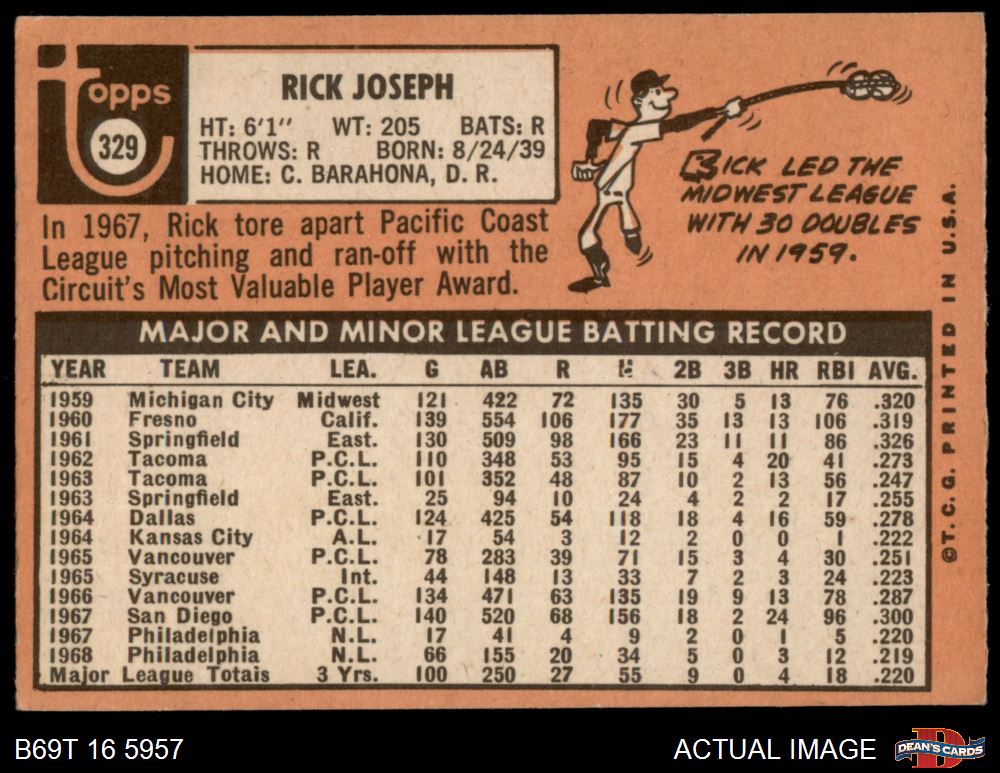 Topps
329
RICK JOSEPH
HT: 6'1" WT: 205 BATS: R
THROWS: R BORN: 8/24/39
HOME: C. BARAHONA, D. R.
In 1967, Rick tore apart Pacific Coast
League pitching and ran-off with the
Circuit's Most Valuable Player Award.
RICK LED THE
MIDWEST LEAGUE
WITH 30 DOUBLES
IN 1959.
MAJOR AND MINOR LEAGUE BATTING RECORD
YEAR TEAM LEA. G AB R H 2B 3B HR RBI AVG.
1959 Michigan City Midwest 121 422 72 135 30 5 13 76 .320
1960 Fresno Calif. 139 554 106 177 35 13 13 106 .319
1961 Springfield East. 130 509 98 166 23 11 11 86 .326
1962 Tacoma P.C.L. 110 348 53 95 15 4 20 41 .273
1963 Tacoma P.C.L. 101 352 48 87 10 2 13 56 .247
1963 Springfield East. 25 94 10 24 4 2 2 17 .255
1964 Dallas P.C.L. 124 425 54 118 18 4 16 59 .278
1964 Kansas City A.L. 17 54 3 12 2 0 0 1 .222
1965 Vancouver P.C.L. 78 283 39 71 15 3 4 30 .251
1965 Syracuse Int. 44 148 13 33 7 2 3 24 .223
1966 Vancouver P.C.L. 134 471 63 135 19 9 13 78 .287
1967 San Diego P.C.L. 140 520 68 156 18 2 24 96 .300
1967 Philadelphia N.L. 17 41 4 9 2 0 1 5 .220
1968 Philadelphia N.L. 66 155 20 34 5 0 3 12 .219
Major League Totals 3 Yrs. 100 250 27 55 9 0 4 18 .220
©T.C.G. PRINTED IN U.S.A.
B69T 16 5957
ACTUAL IMAGE
D
DEAN'S CARDS